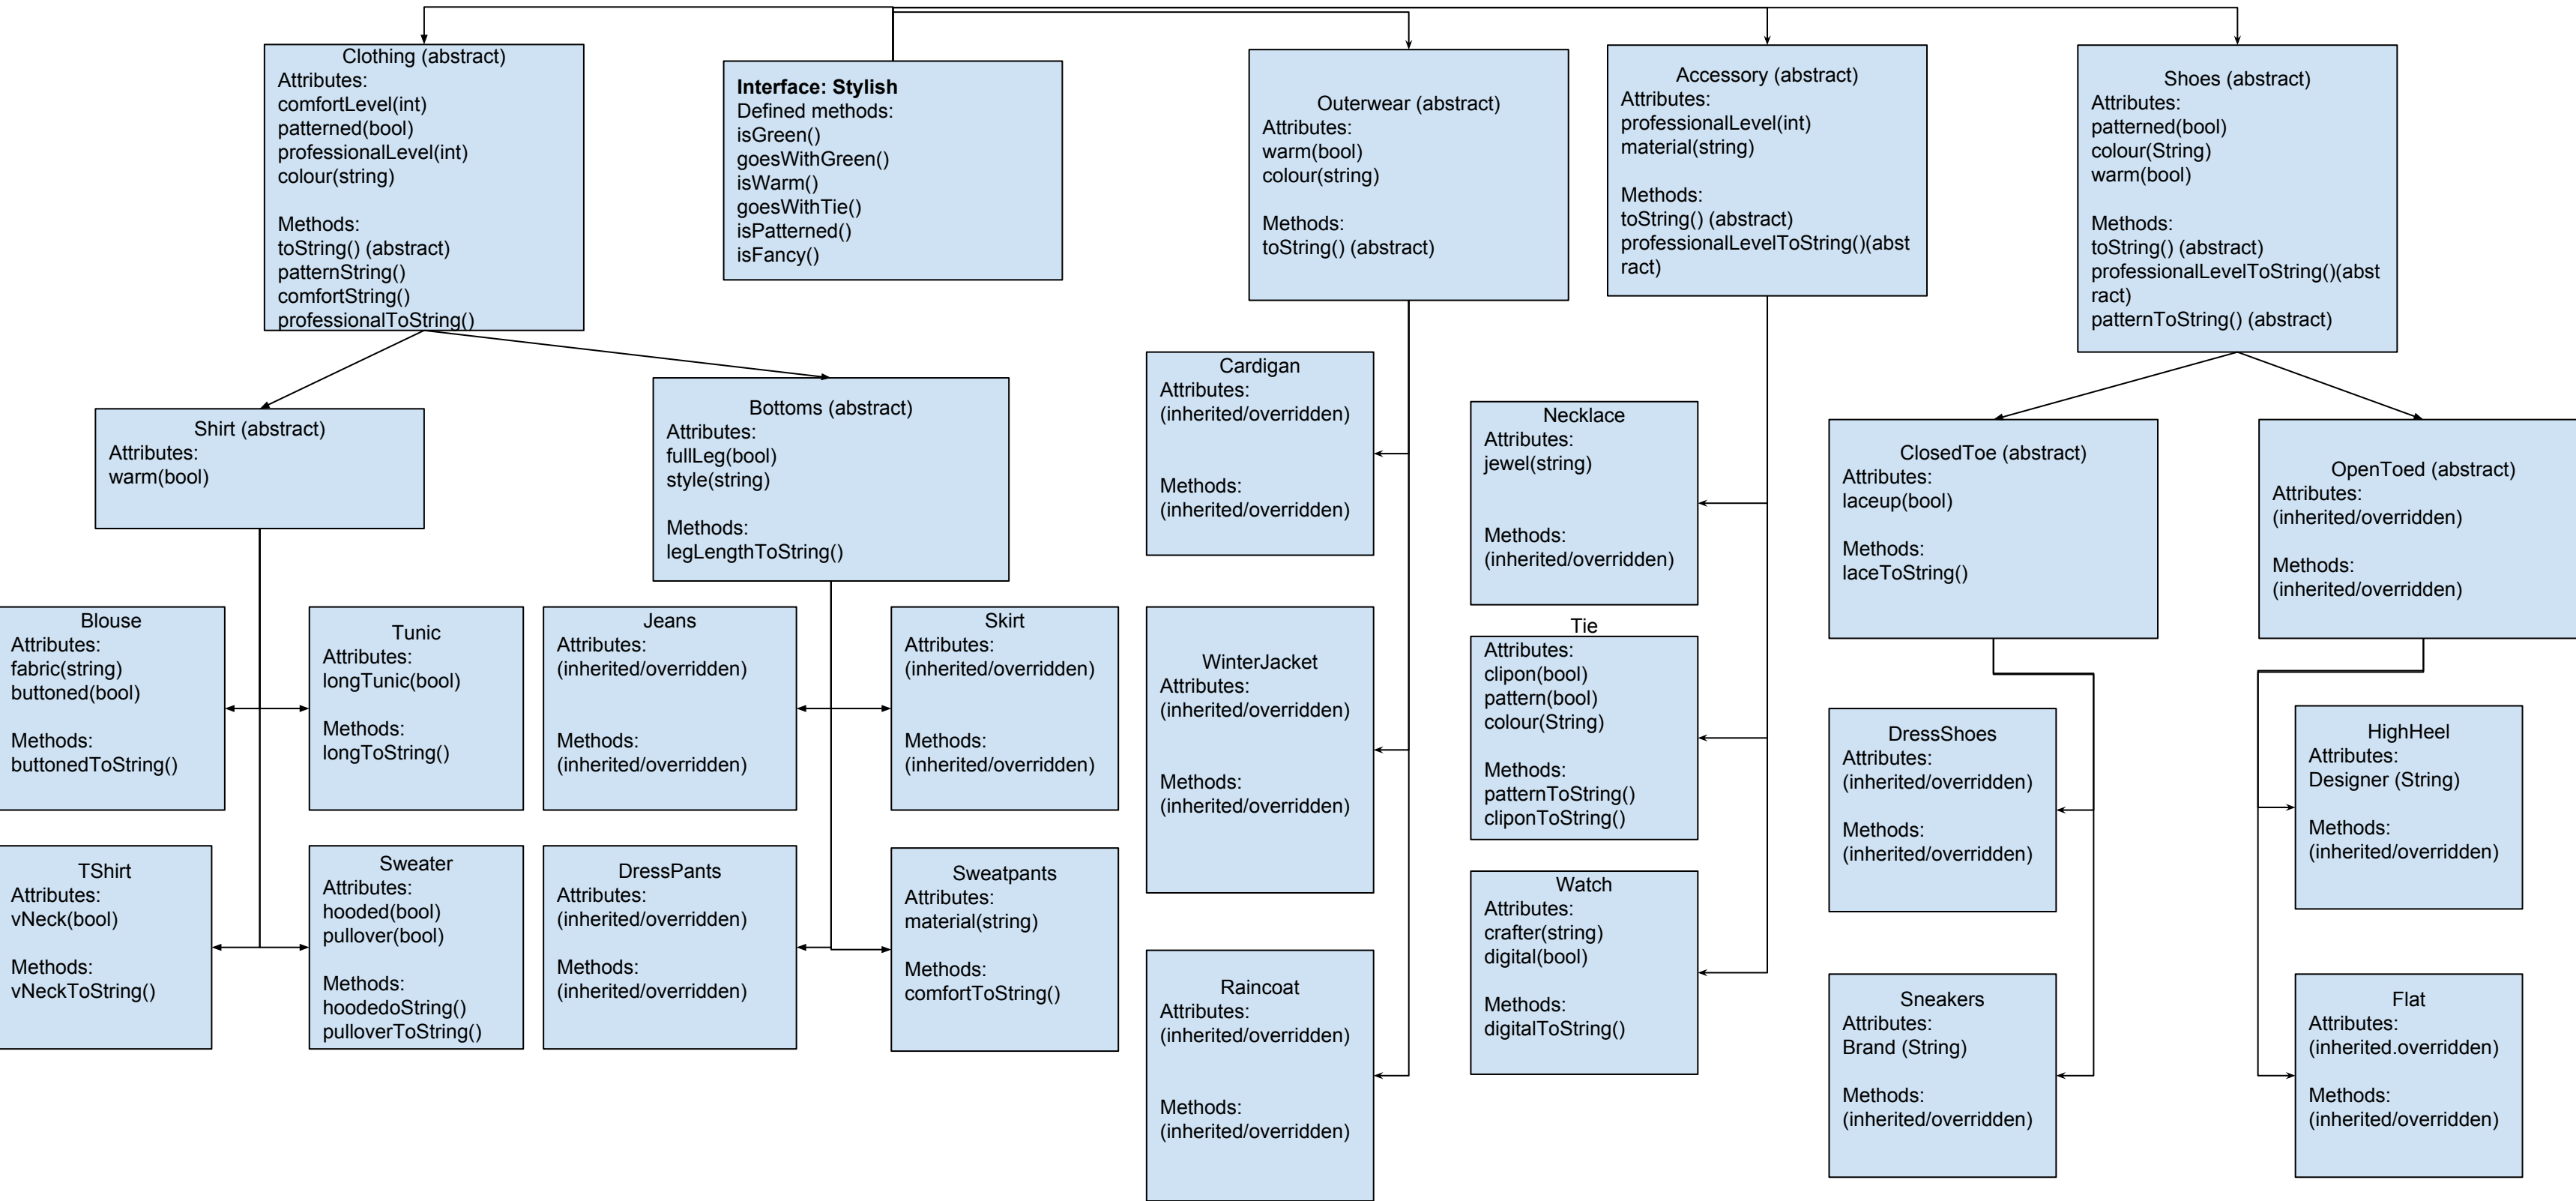 Clothing (abstract)
Attributes:
comfortLevel(int)
patterned(bool)
professionalLevel(int)
colour(string)
Methods:
toString() (abstract)
patternString()
comfortString()
professionalToString()
Interface: Stylish
Defined methods:
isGreen()
goesWithGreen()
isWarm()
goesWithTie()
isPatterned()
isFancy()
Outerwear (abstract)
Attributes:
warm(bool)
colour(string)
Methods:
toString() (abstract)
Accessory (abstract)
Attributes:
professionalLevel(int)
material(string)
Methods:
toString() (abstract)
professionalLevelToString()(abst
ract)
Shoes (abstract)
Attributes:
patterned(bool)
colour(String)
warm(bool)
Methods:
toString() (abstract)
professionalLevelToString()(abst
ract)
patternToString() (abstract)
Shirt (abstract)
Attributes:
warm(bool)
Bottoms (abstract)
Attributes:
fullLeg(bool)
style(string)
Methods:
legLengthToString()
Cardigan
Attributes:
(inherited/overridden)
Methods:
(inherited/overridden)
Necklace
Attributes:
jewel(string)
Methods:
(inherited/overridden)
ClosedToe (abstract)
Attributes:
laceup(bool)
Methods:
laceToString()
OpenToed (abstract)
Attributes:
(inherited/overridden)
Methods:
(inherited/overridden)
Blouse
Attributes:
fabric(string)
buttoned(bool)
Methods:
buttonedToString()
Tunic
Attributes:
longTunic(bool)
Methods:
longToString()
Jeans
Attributes:
(inherited/overridden)
Methods:
(inherited/overridden)
Skirt
Attributes:
(inherited/overridden)
Methods:
(inherited/overridden)
WinterJacket
Attributes:
(inherited/overridden)
Methods:
(inherited/overridden)
Tie
Attributes:
clipon(bool)
pattern(bool)
colour(String)
Methods:
patternToString()
cliponToString()
DressShoes
Attributes:
(inherited/overridden)
Methods:
(inherited/overridden)
HighHeel
Attributes:
Designer (String)
Methods:
(inherited/overridden)
TShirt
Attributes:
vNeck(bool)
Methods:
vNeckToString()
Sweater
Attributes:
hooded(bool)
pullover(bool)
Methods:
hoodedoString()
pulloverToString()
DressPants
Attributes:
(inherited/overridden)
Methods:
(inherited/overridden)
Sweatpants
Attributes:
material(string)
Methods:
comfortToString()
Raincoat
Attributes:
(inherited/overridden)
Methods:
(inherited/overridden)
Watch
Attributes:
crafter(string)
digital(bool)
Methods:
digitalToString()
Sneakers
Attributes:
Brand (String)
Methods:
(inherited/overridden)
Flat
Attributes:
(inherited.overridden)
Methods:
(inherited/overridden)